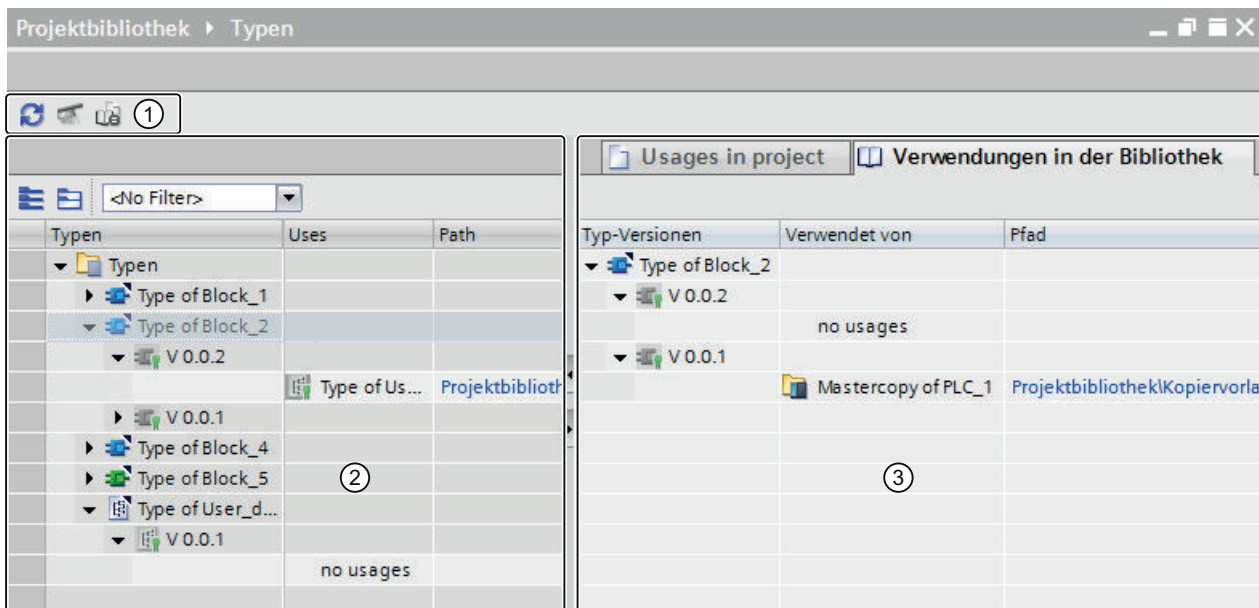 Projektbibliothek ▸ Typen
①
Usages in project Verwendungen in der Bibliothek
<No Filter>
Typen Uses Path Typ-Versionen Verwendet von Pfad
Typen Type of Block_2
Type of Block_1 V 0.0.2
Type of Block_2 no usages
V 0.0.2 V 0.0.1
Type of Us... Projektbiblioth Mastercopy of PLC_1 Projektbibliothek\Kopiervorla
V 0.0.1
Type of Block_4
Type of Block_5 ② ③
Type of User_d...
V 0.0.1
no usages